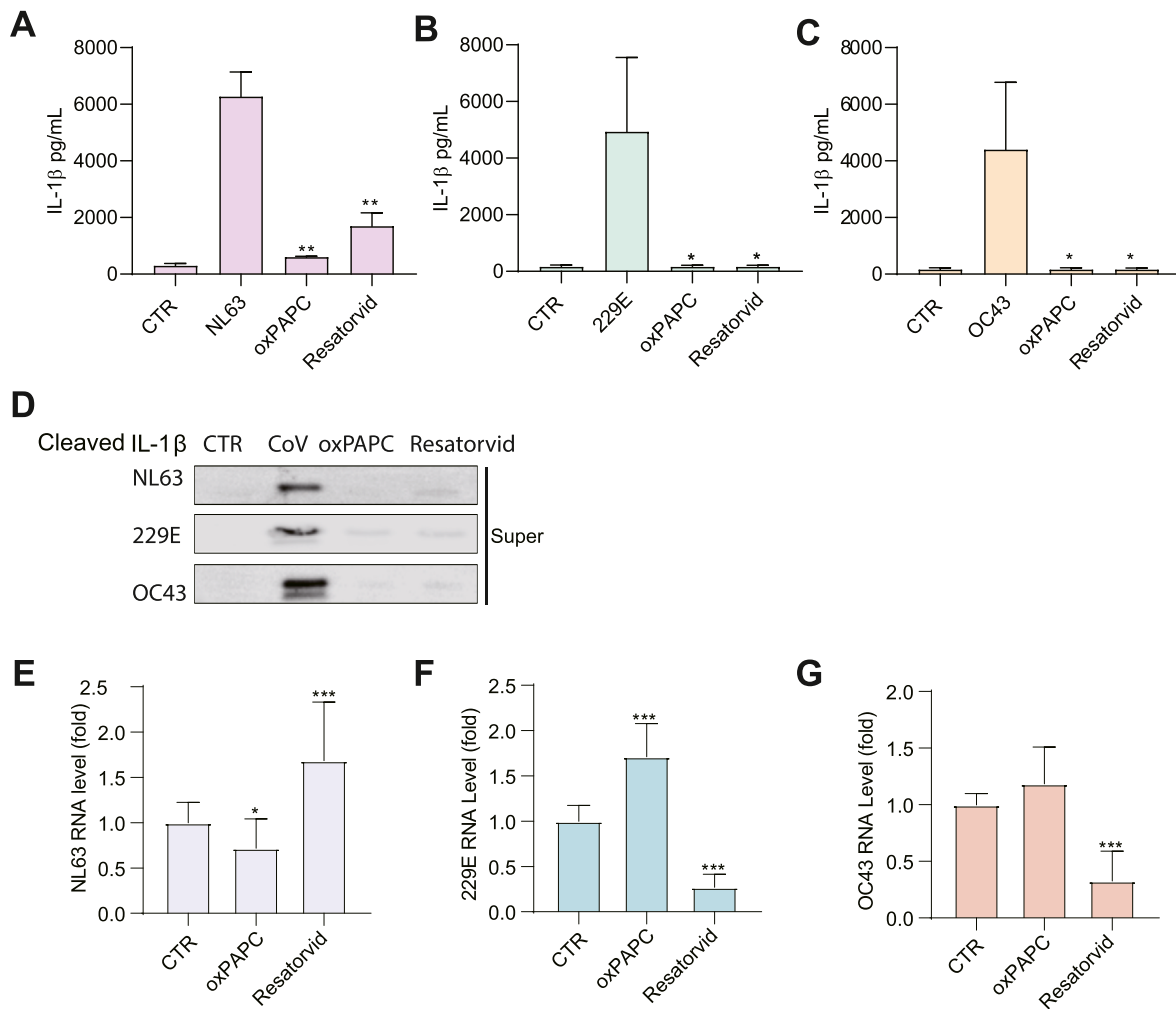 A
IL-1β pg/mL
8000
6000
4000
2000
0
**
**
CTR
NL63
oxPAPC
Resatorvid
B
IL-1β pg/mL
8000
6000
4000
2000
0
*
*
CTR
229E
oxPAPC
Resatorvid
C
IL-1β pg/mL
8000
6000
4000
2000
0
*
*
CTR
OC43
oxPAPC
Resatorvid
D
Cleaved IL-1β CTR CoV oxPAPC Resatorvid
NL63
229E
OC43
Super
E
NL63 RNA level (fold)
2.5
2.0
1.5
1.0
0.5
0.0
*
***
CTR
oxPAPC
Resatorvid
F
229E RNA Level (fold)
2.5
2.0
1.5
1.0
0.5
0.0
***
***
CTR
oxPAPC
Resatorvid
G
OC43 RNA Level (fold)
2.0
1.5
1.0
0.5
0.0
***
CTR
oxPAPC
Resatorvid